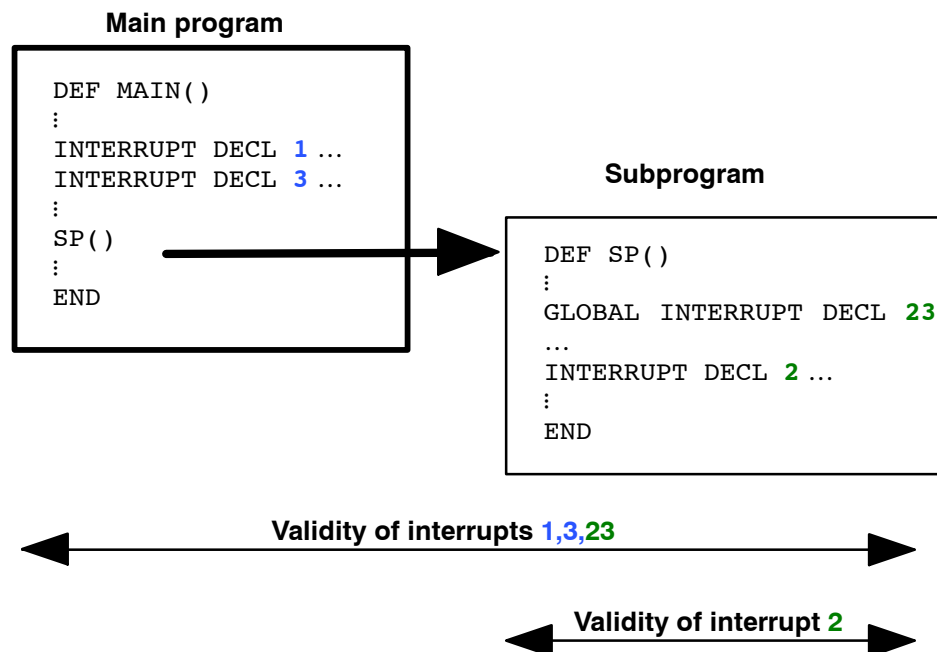 Main program
DEF MAIN()
⋮
INTERRUPT DECL 1 ...
INTERRUPT DECL 3 ...
⋮
SP()
⋮
END
Subprogram
DEF SP()
⋮
GLOBAL INTERRUPT DECL 23
...
INTERRUPT DECL 2 ...
⋮
END
Validity of interrupts 1,3,23
Validity of interrupt 2